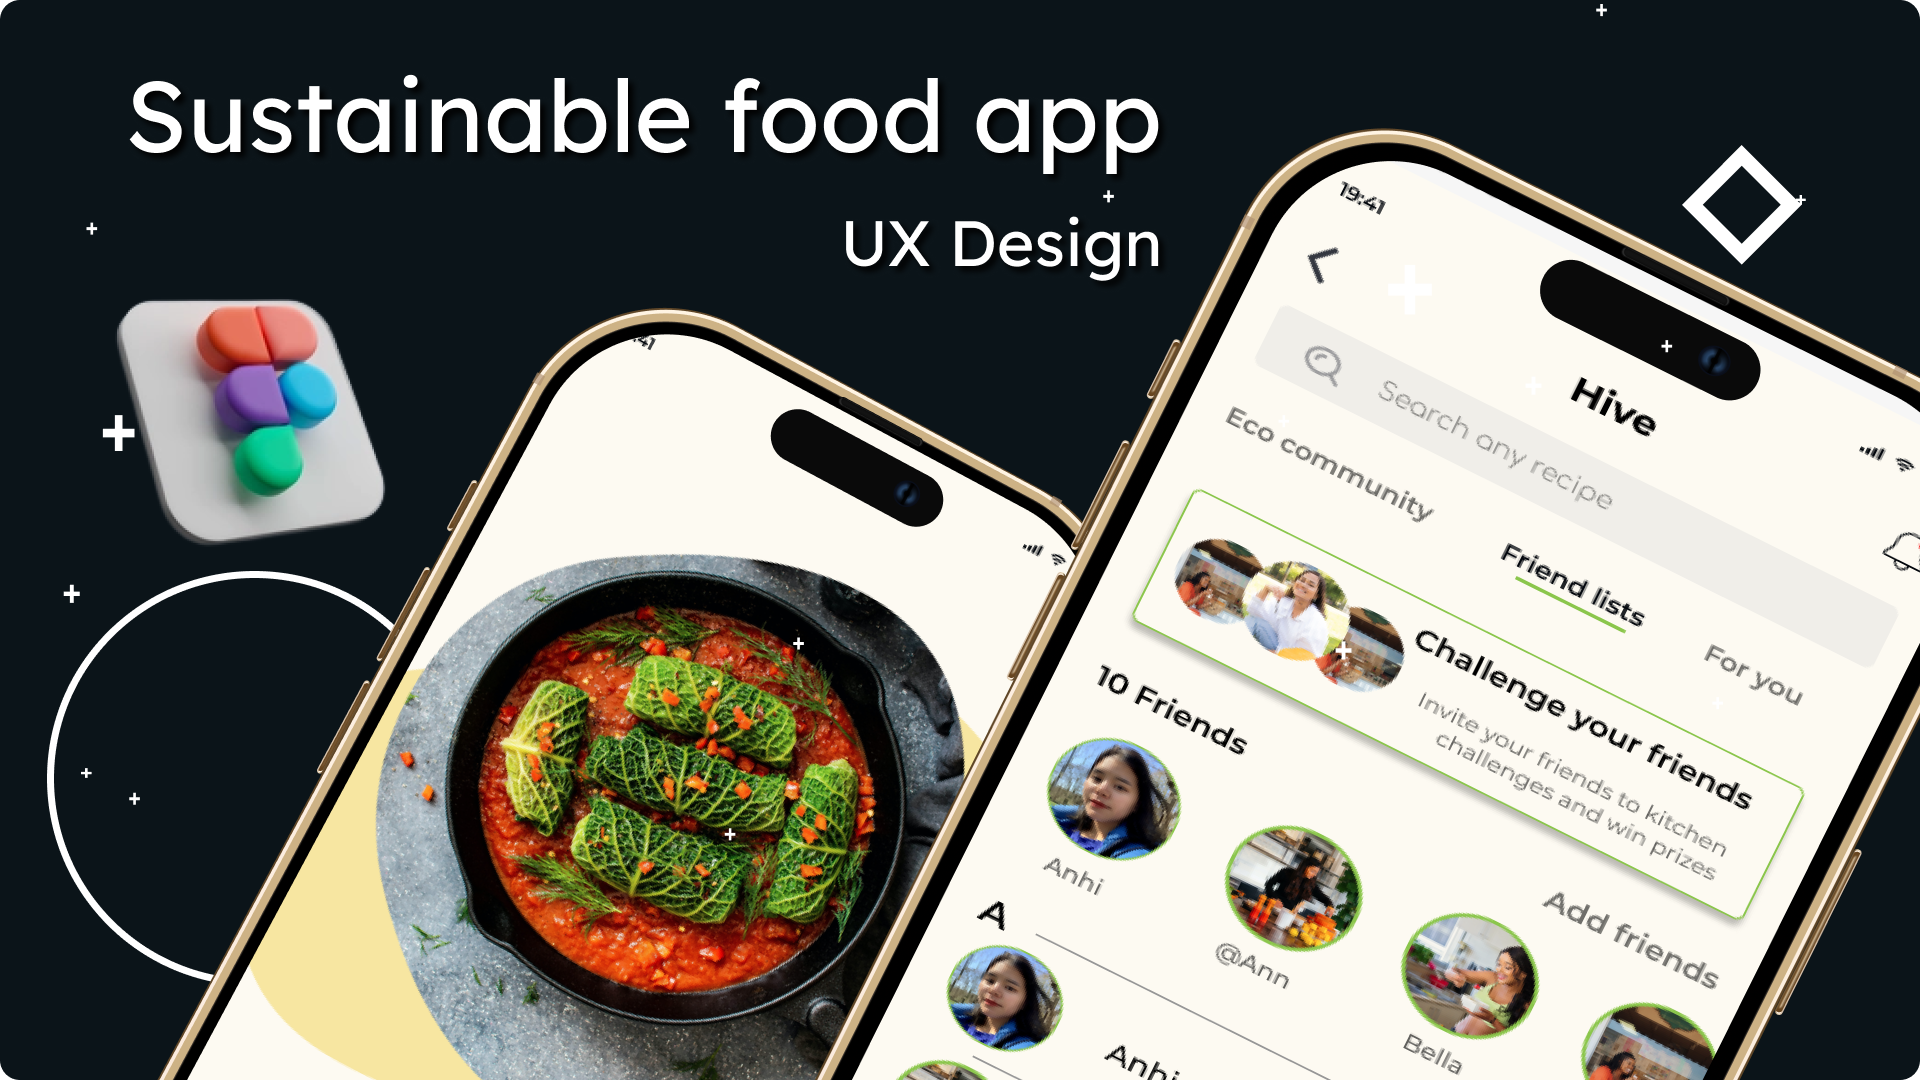 Sustainable food app
UX Design
:41
19:41
Hive
Search any recipe
Eco community
Friend lists
For you
Challenge your friends
Invite your friends to kitchen
challenges and win prizes
10 Friends
Add friends
Anhi
@Ann
Bella
A
Anhi